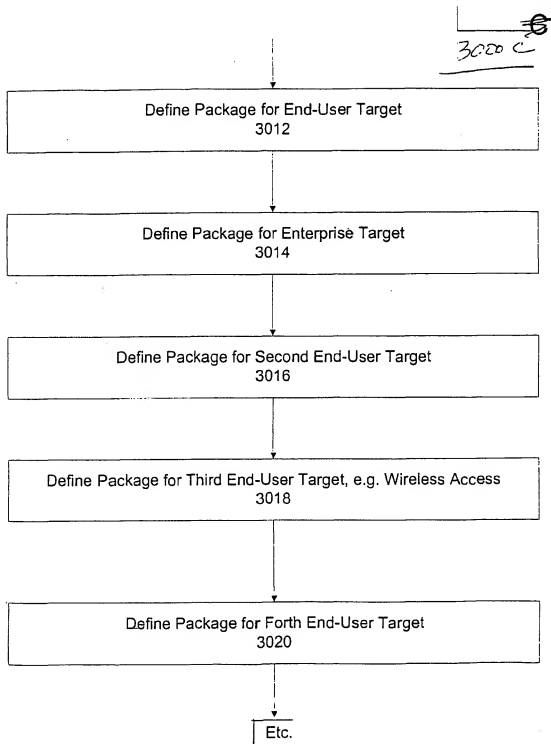 3000 C
Define Package for End-User Target
3012
Define Package for Enterprise Target
3014
Define Package for Second End-User Target
3016
Define Package for Third End-User Target, e.g. Wireless Access
3018
Define Package for Forth End-User Target
3020
Etc.